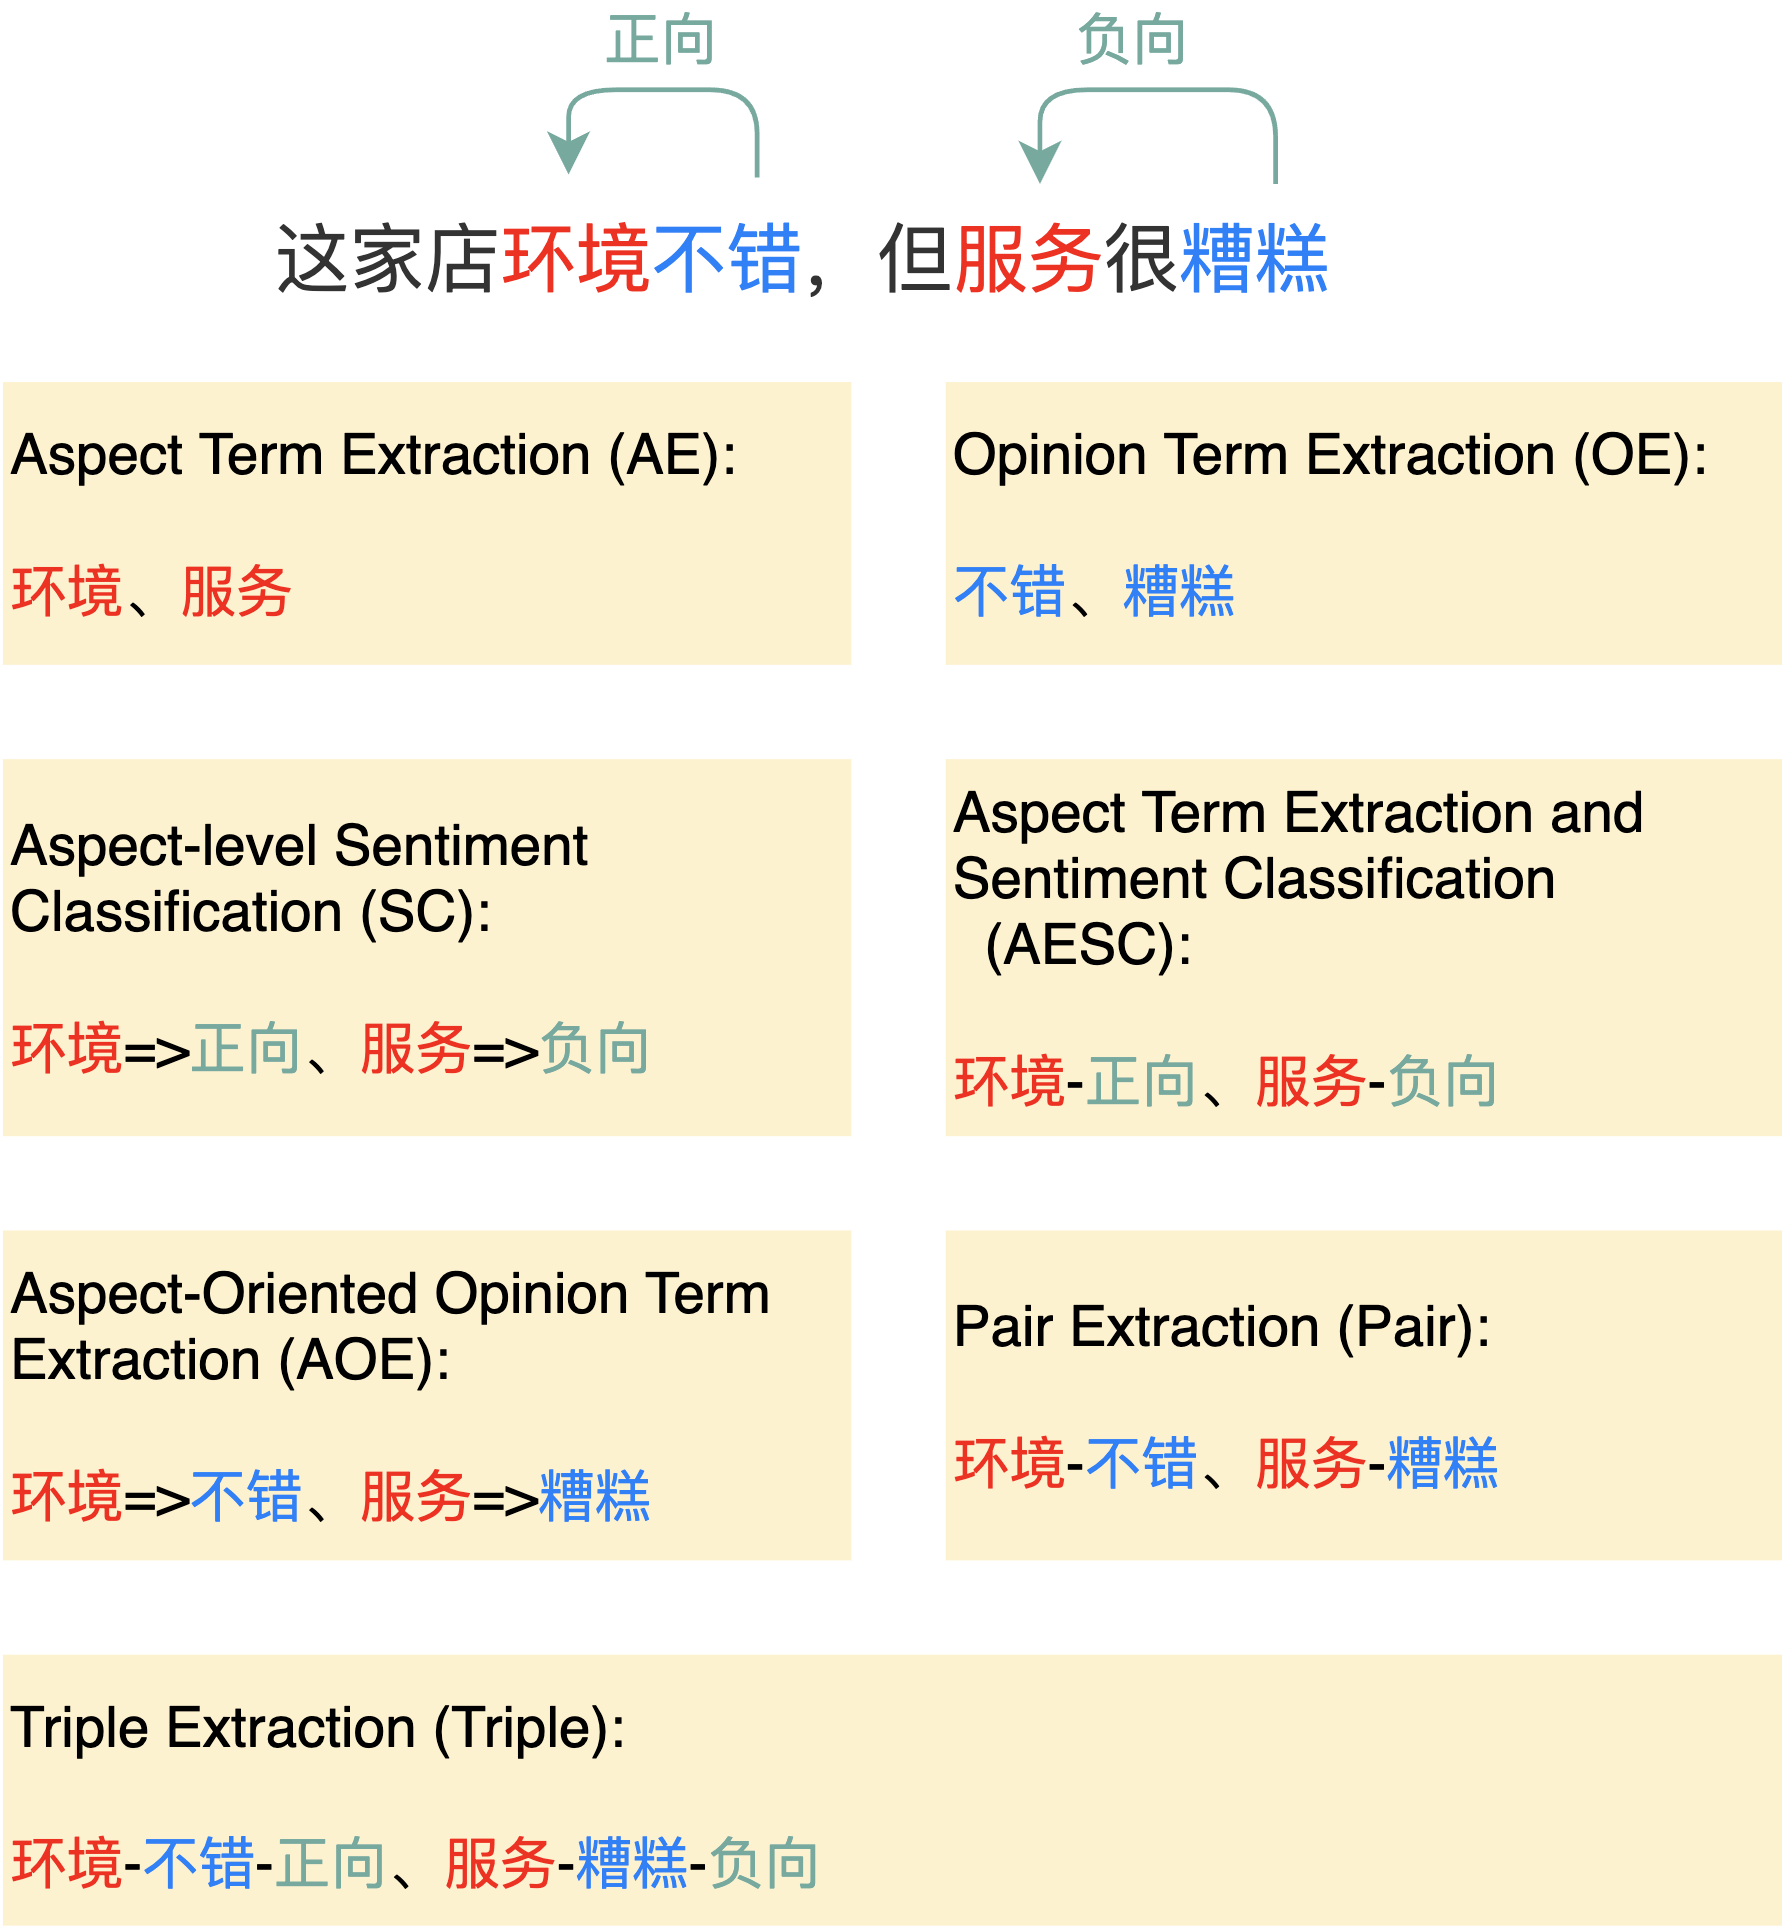 正向 负向
这家店环境不错，但服务很糟糕
Aspect Term Extraction (AE):
环境、服务
Opinion Term Extraction (OE):
不错、糟糕
Aspect-level Sentiment
Classification (SC):
环境=>正向、服务=>负向
Aspect Term Extraction and
Sentiment Classification
(AESC):
环境-正向、服务-负向
Aspect-Oriented Opinion Term
Extraction (AOE):
环境=>不错、服务=>糟糕
Pair Extraction (Pair):
环境-不错、服务-糟糕
Triple Extraction (Triple):
环境-不错-正向、服务-糟糕-负向